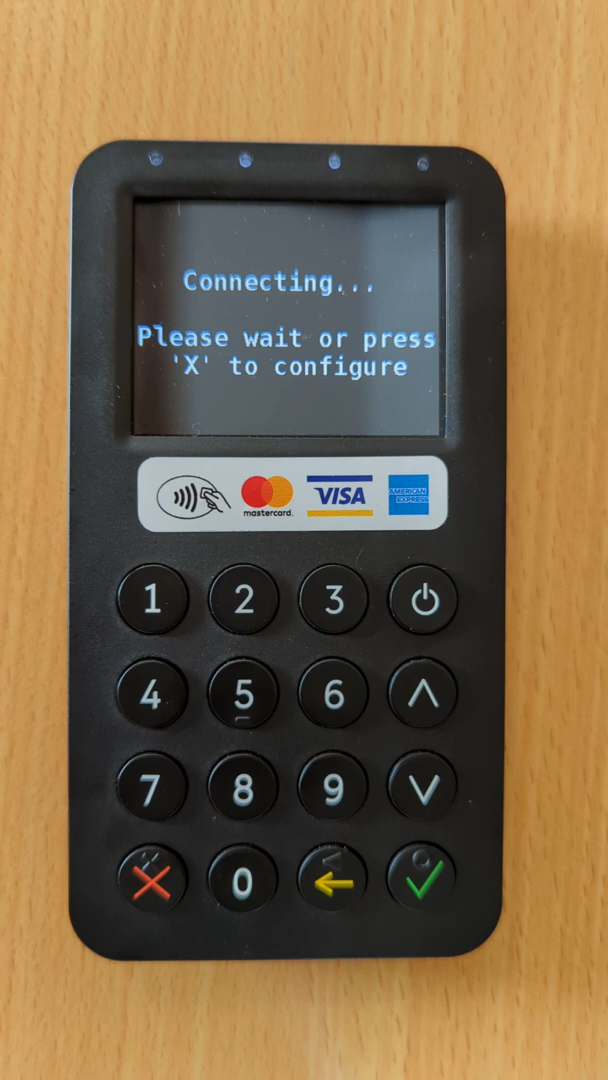 Connecting...
Please wait or press
'X' to configure
mastercard.
VISA
AMERICAN
EXPRESS
1 2 3
4 5 6
7 8 9
0